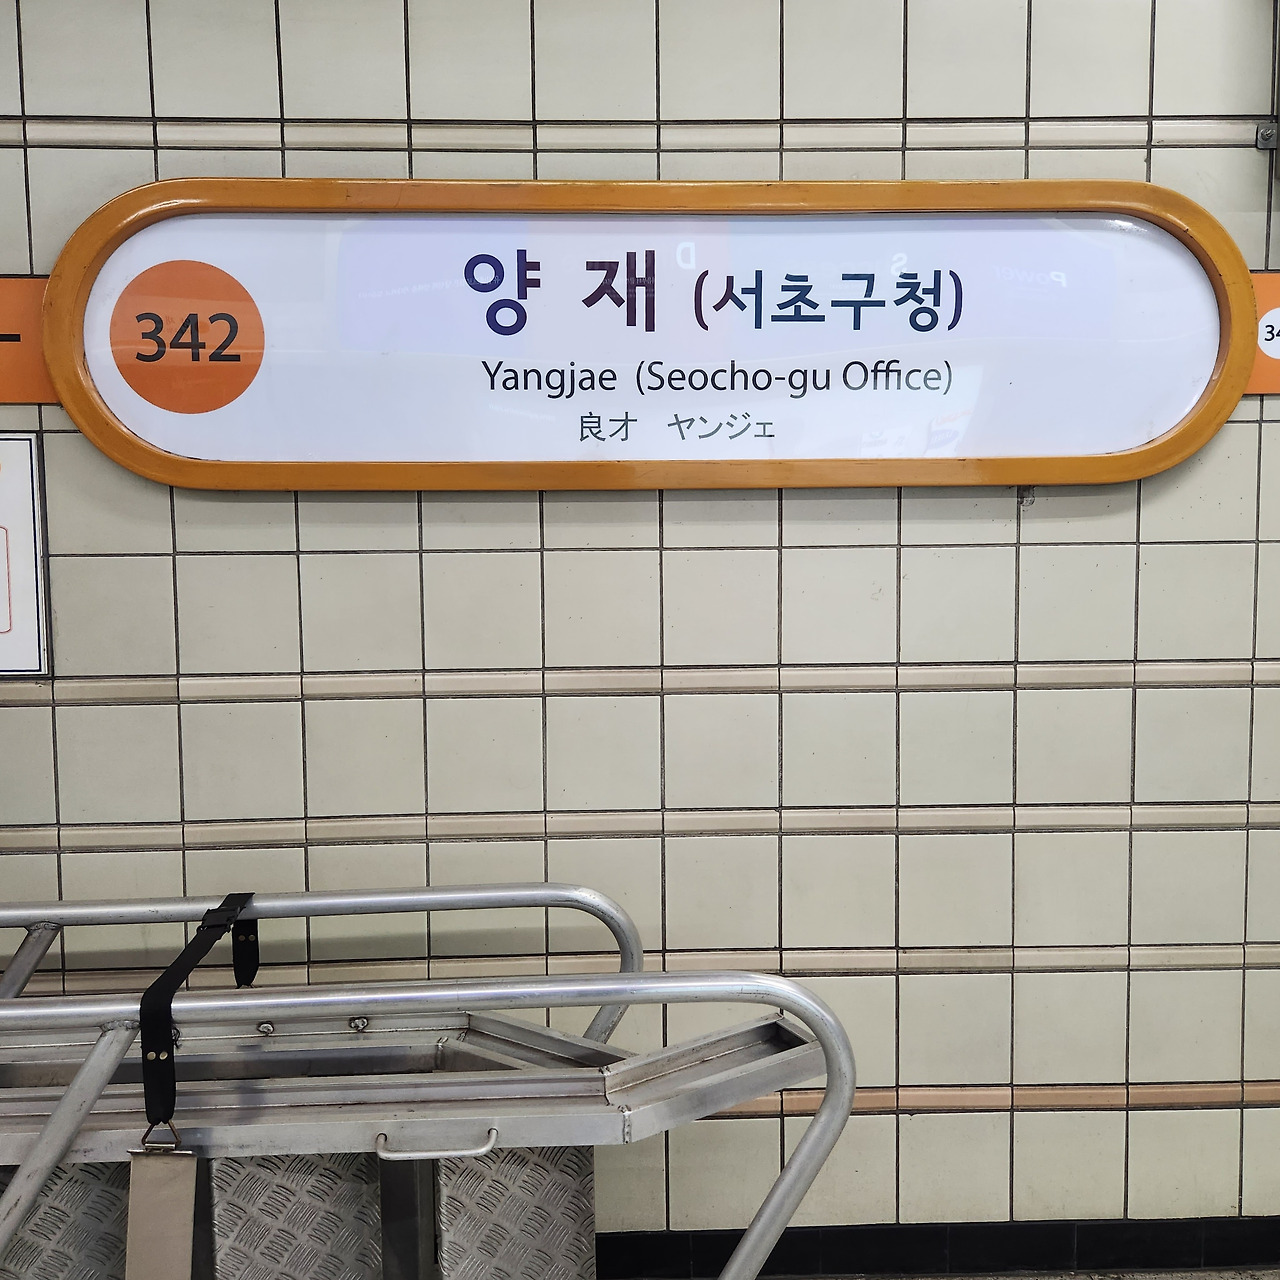 342
양 재 (서초구청)
Yangjae (Seocho-gu Office)
良才 ヤンジェ